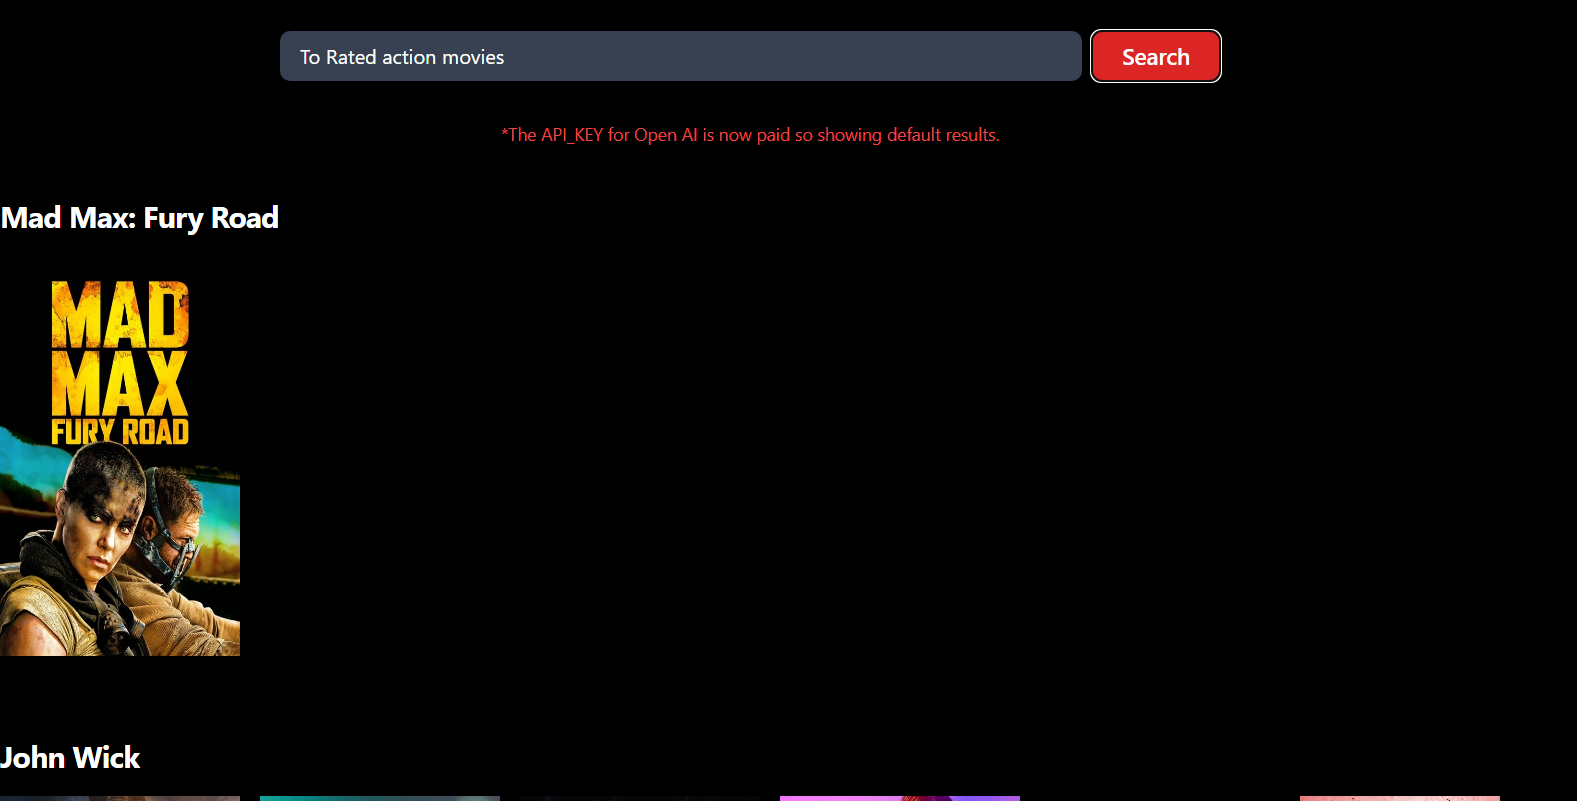 To Rated action movies
Search
*The API_KEY for Open AI is now paid so showing default results.
Mad Max: Fury Road
MAD
MAX
FURY ROAD
John Wick